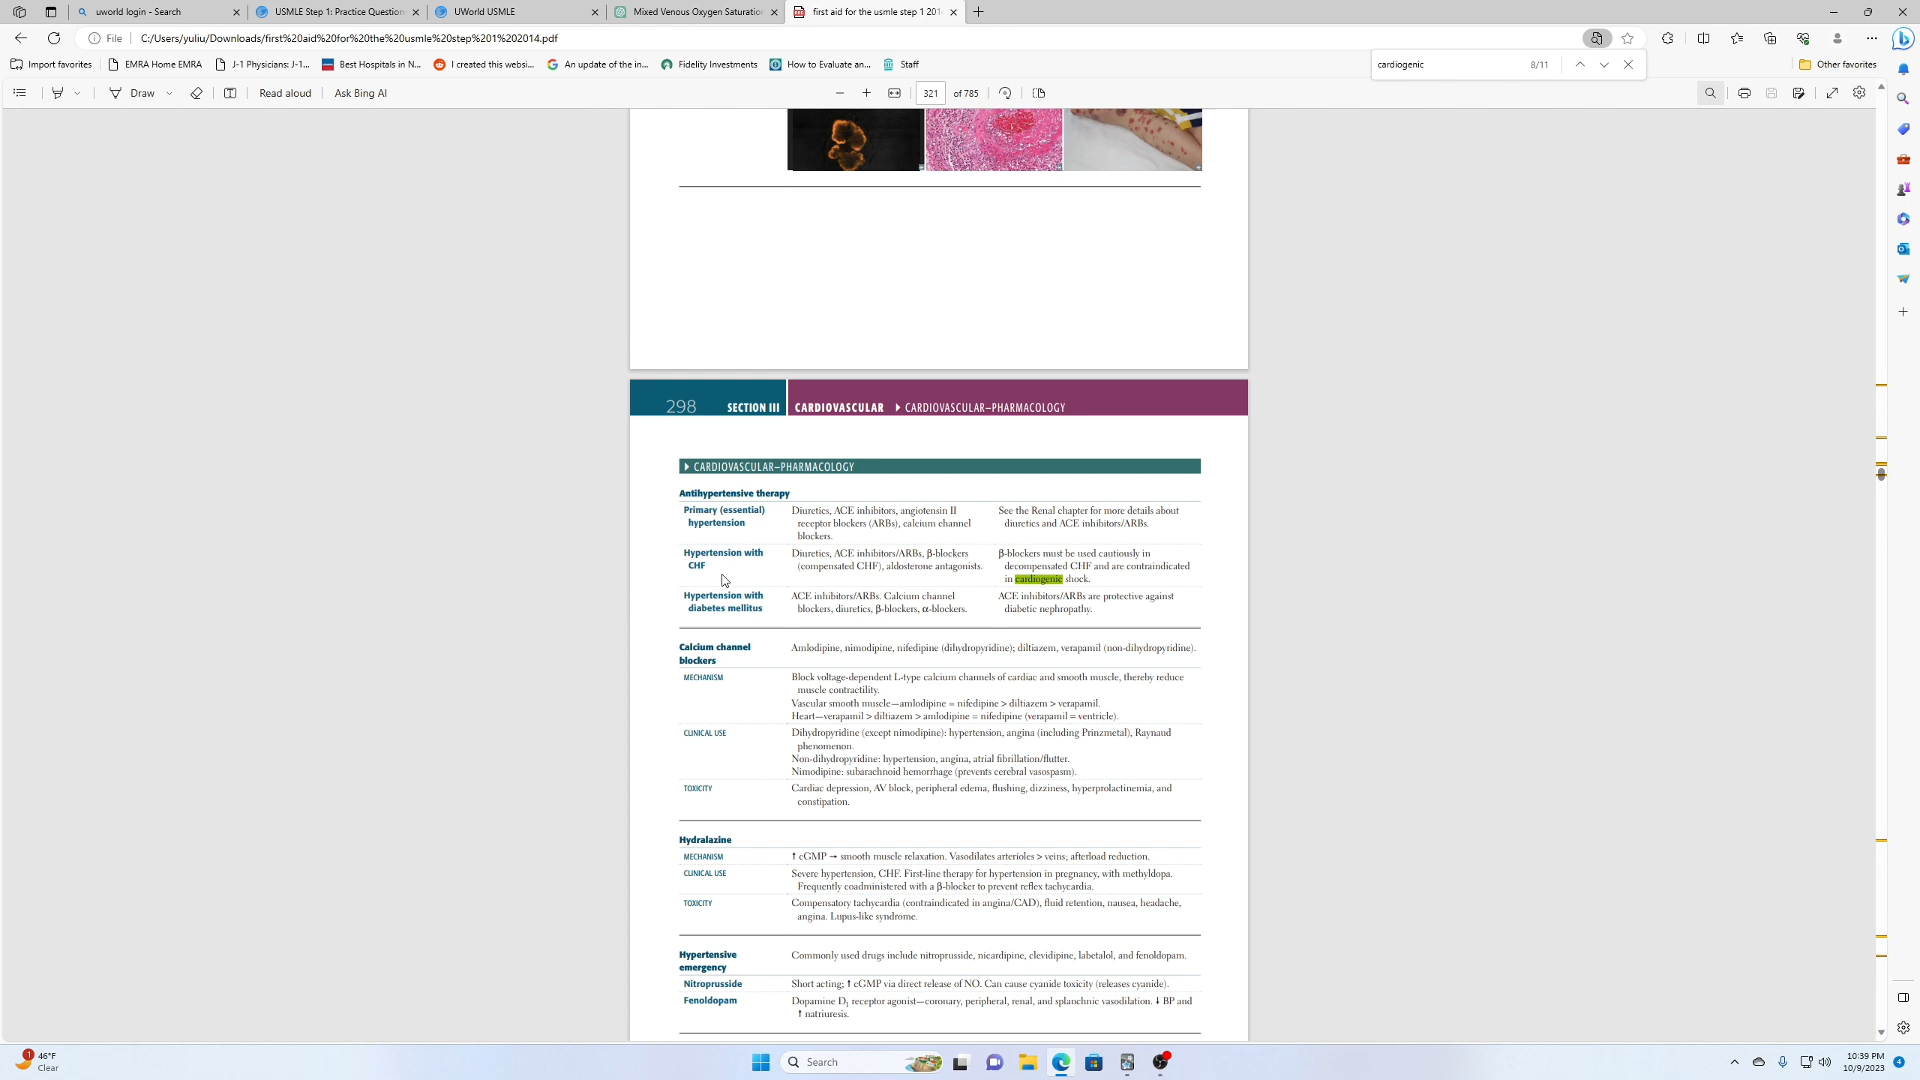 uworld login - Search
USMLE Step 1: Practice Question
UWorld USMLE
Mixed Venous Oxygen Saturatio
first aid for the usmle step 1 201
File
C:/Users/yuliu/Downloads/first%20aid%20for%20the%20usmle%20step%201%202014.pdf
Import favorites
EMRA Home EMRA
J-1 Physicians: J-1...
Best Hospitals in N...
I created this websi...
An update of the in...
Fidelity Investments
How to Evaluate an...
Staff
cardiogenic
8/11
Other favorites
Draw
Read aloud
Ask Bing AI
321
of 785
298 SECTION III CARDIOVASCULAR ▶ CARDIOVASCULAR–PHARMACOLOGY
▶ CARDIOVASCULAR–PHARMACOLOGY
Antihypertensive therapy
Primary (essential)
hypertension
Diuretics, ACE inhibitors, angiotensin II
receptor blockers (ARBs), calcium channel
blockers.
See the Renal chapter for more details about
diuretics and ACE inhibitors/ARBs.
Hypertension with
CHF
Diuretics, ACE inhibitors/ARBs, β-blockers
(compensated CHF), aldosterone antagonists.
β-blockers must be used cautiously in
decompensated CHF and are contraindicated
in cardiogenic shock.
Hypertension with
diabetes mellitus
ACE inhibitors/ARBs. Calcium channel
blockers, diuretics, β-blockers, α-blockers.
ACE inhibitors/ARBs are protective against
diabetic nephropathy.
Calcium channel
blockers
Amlodipine, nimodipine, nifedipine (dihydropyridine); diltiazem, verapamil (non-dihydropyridine).
MECHANISM
Block voltage-dependent L-type calcium channels of cardiac and smooth muscle, thereby reduce
muscle contractility.
Vascular smooth muscle—amlodipine = nifedipine > diltiazem > verapamil.
Heart—verapamil > diltiazem > amlodipine = nifedipine (verapamil = ventricle).
CLINICAL USE
Dihydropyridine (except nimodipine): hypertension, angina (including Prinzmetal), Raynaud
phenomenon.
Non-dihydropyridine: hypertension, angina, atrial fibrillation/flutter.
Nimodipine: subarachnoid hemorrhage (prevents cerebral vasospasm).
TOXICITY
Cardiac depression, AV block, peripheral edema, flushing, dizziness, hyperprolactinemia, and
constipation.
Hydralazine
MECHANISM
↑ cGMP → smooth muscle relaxation. Vasodilates arterioles > veins; afterload reduction.
CLINICAL USE
Severe hypertension, CHF. First-line therapy for hypertension in pregnancy, with methyldopa.
Frequently coadministered with a β-blocker to prevent reflex tachycardia.
TOXICITY
Compensatory tachycardia (contraindicated in angina/CAD), fluid retention, nausea, headache,
angina. Lupus-like syndrome.
Hypertensive
emergency
Commonly used drugs include nitroprusside, nicardipine, clevidipine, labetalol, and fenoldopam.
Nitroprusside
Short acting; ↑ cGMP via direct release of NO. Can cause cyanide toxicity (releases cyanide).
Fenoldopam
Dopamine D1 receptor agonist—coronary, peripheral, renal, and splanchnic vasodilation. ↓ BP and
↑ natriuresis.
1
46°F
Clear
Search
10:39 PM
10/9/2023
4